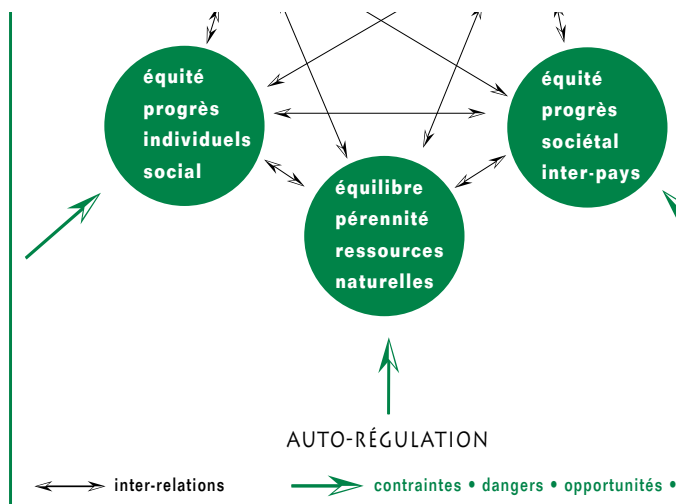 équité
progrès
individuels
social
équité
progrès
sociétal
inter-pays
équilibre
pérennité
ressources
naturelles
AUTO-RÉGULATION
inter-relations
contraintes • dangers • opportunités •